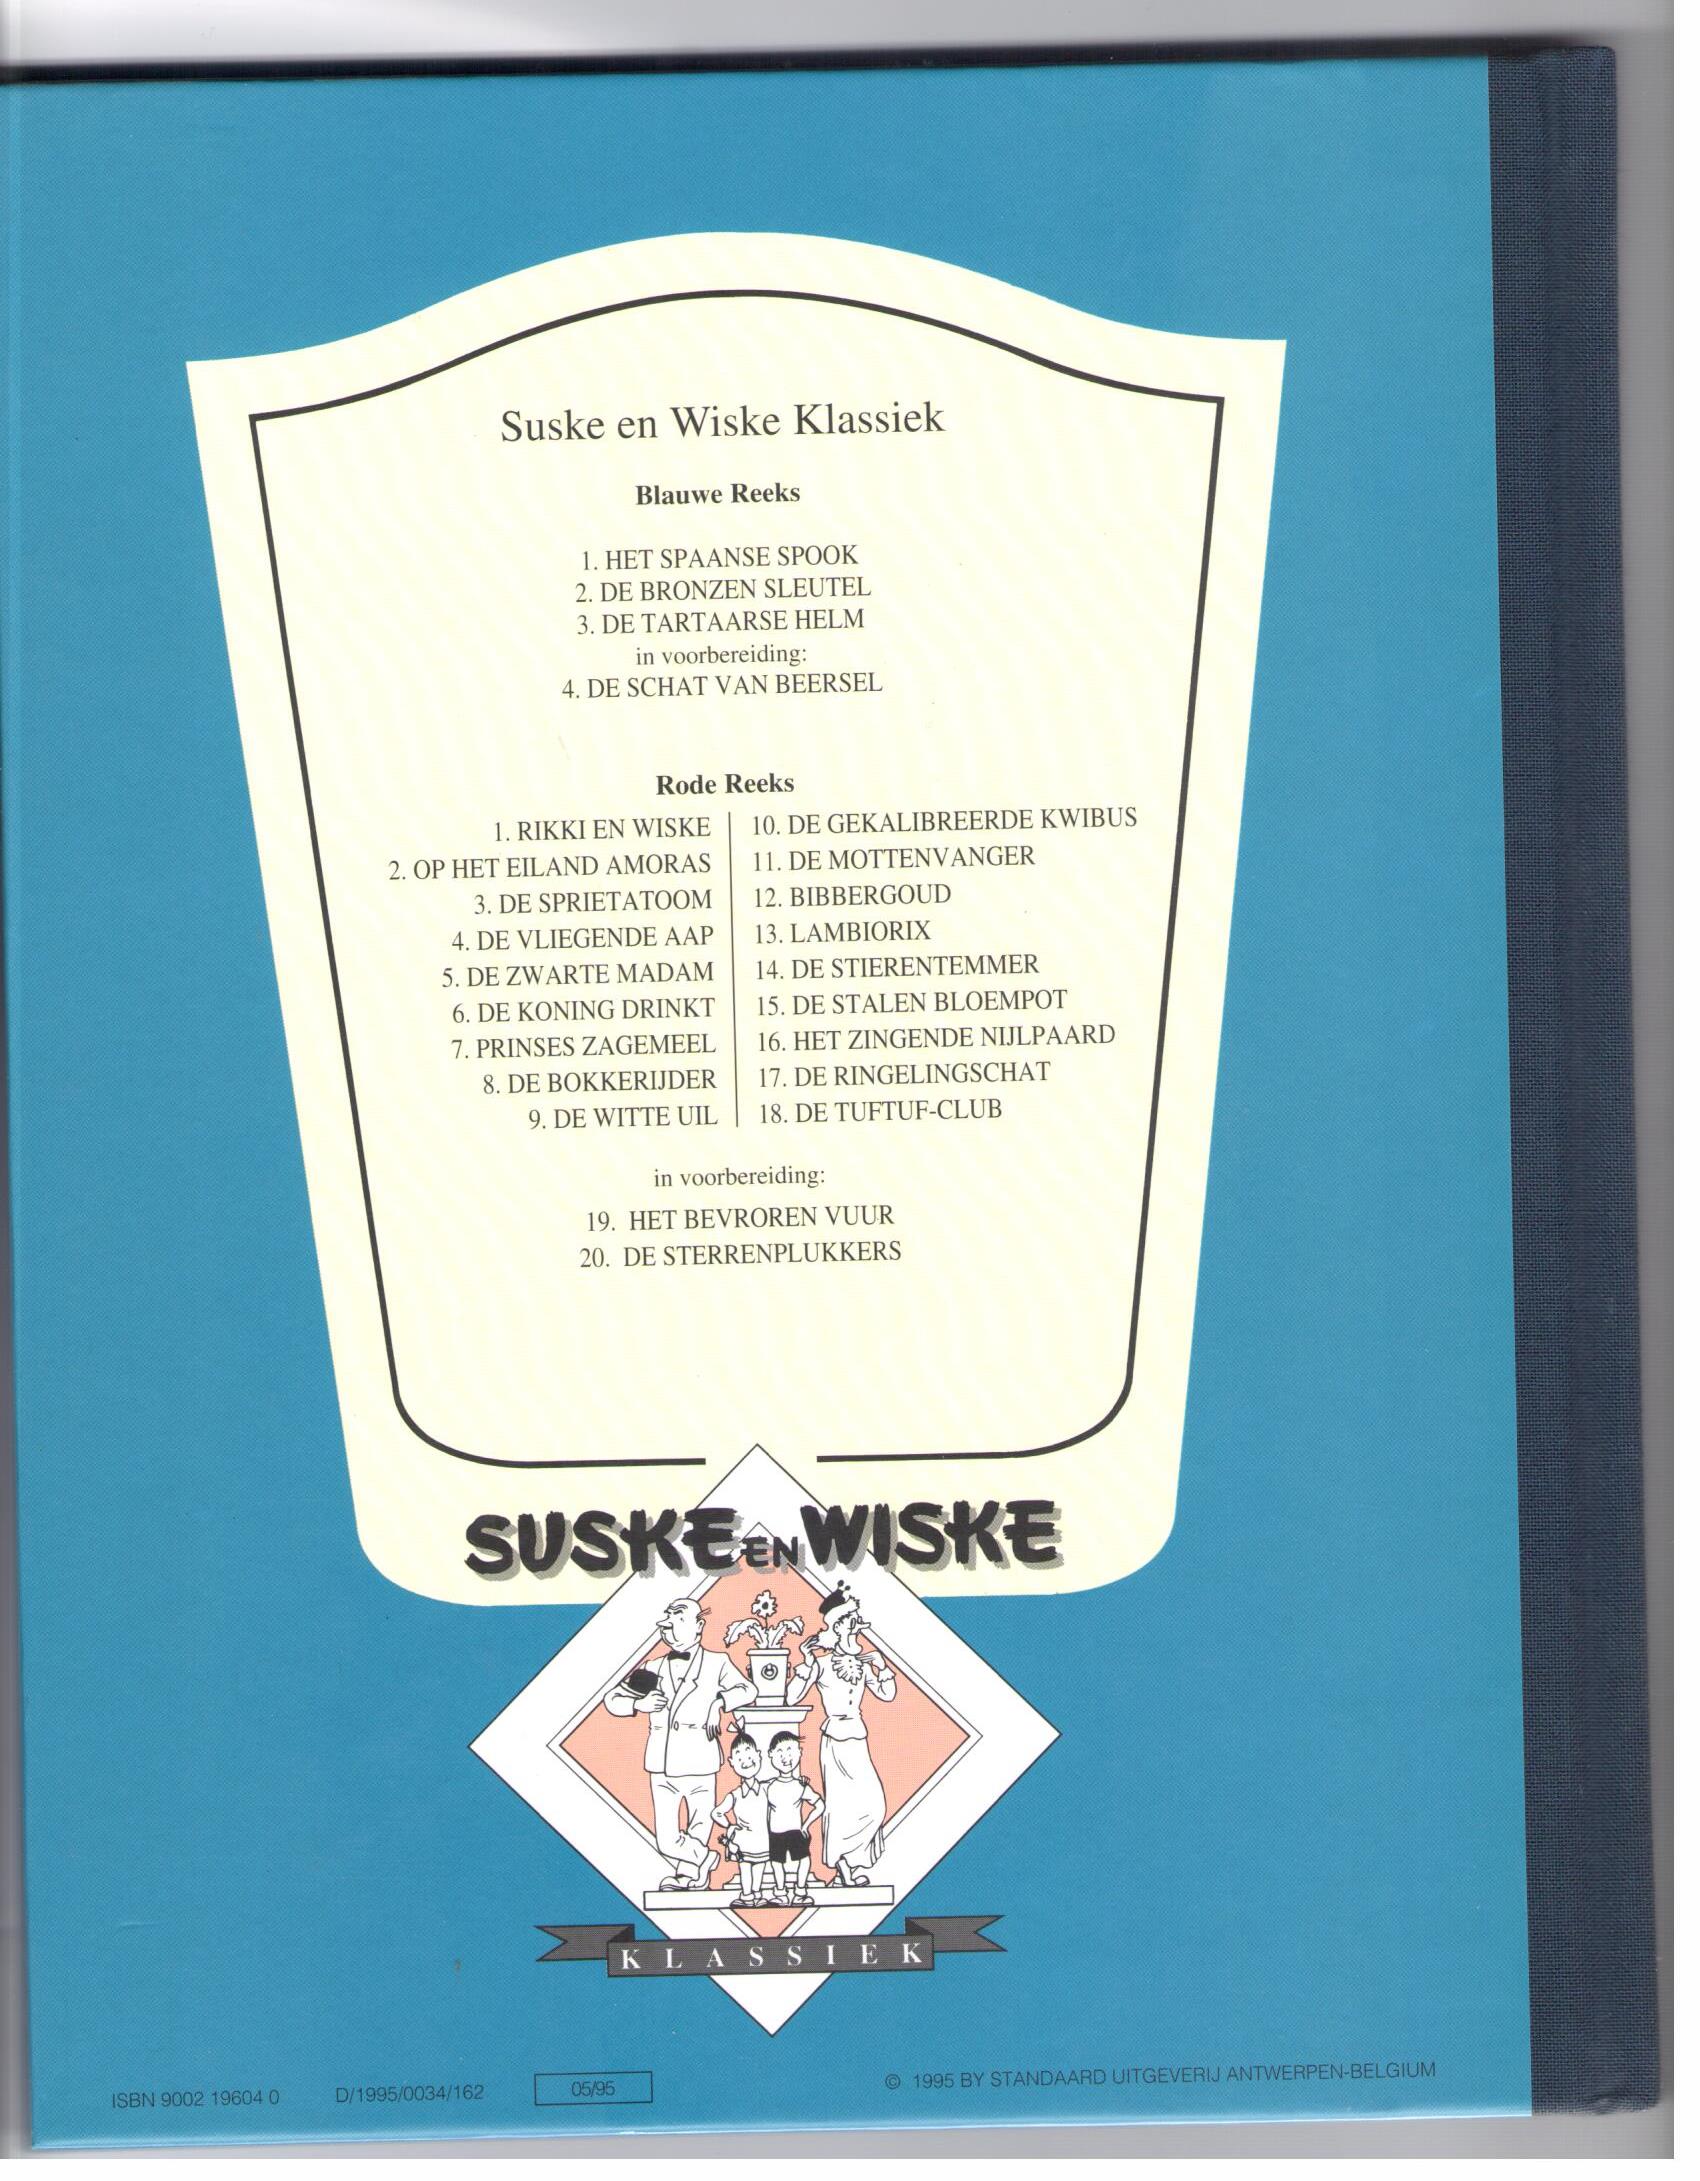 Suske en Wiske Klassiek
Blauwe Reeks
1. HET SPAANSE SPOOK
2. DE BRONZEN SLEUTEL
3. DE TARTAARSE HELM
in voorbereiding:
4. DE SCHAT VAN BEERSEL
Rode Reeks
1. RIKKI EN WISKE
2. OP HET EILAND AMORAS
3. DE SPRIETATOOM
4. DE VLIEGENDE AAP
5. DE ZWARTE MADAM
6. DE KONING DRINKT
7. PRINSES ZAGEMEEL
8. DE BOKKERIJDER
9. DE WITTE UIL
10. DE GEKALIBREERDE KWIBUS
11. DE MOTTENVANGER
12. BIBBERGOUD
13. LAMBIORIX
14. DE STIERENTEMMER
15. DE STALEN BLOEMPOT
16. HET ZINGENDE NIJLPAARD
17. DE RINGELINGSCHAT
18. DE TUFTUF-CLUB
in voorbereiding:
19. HET BEVROREN VUUR
20. DE STERRENPLUKKERS
SUSKE EN WISKE
KLASSIEK
ISBN 9002 19604 0 D/1995/0034/162 05/95 © 1995 BY STANDAARD UITGEVERIJ ANTWERPEN-BELGIUM